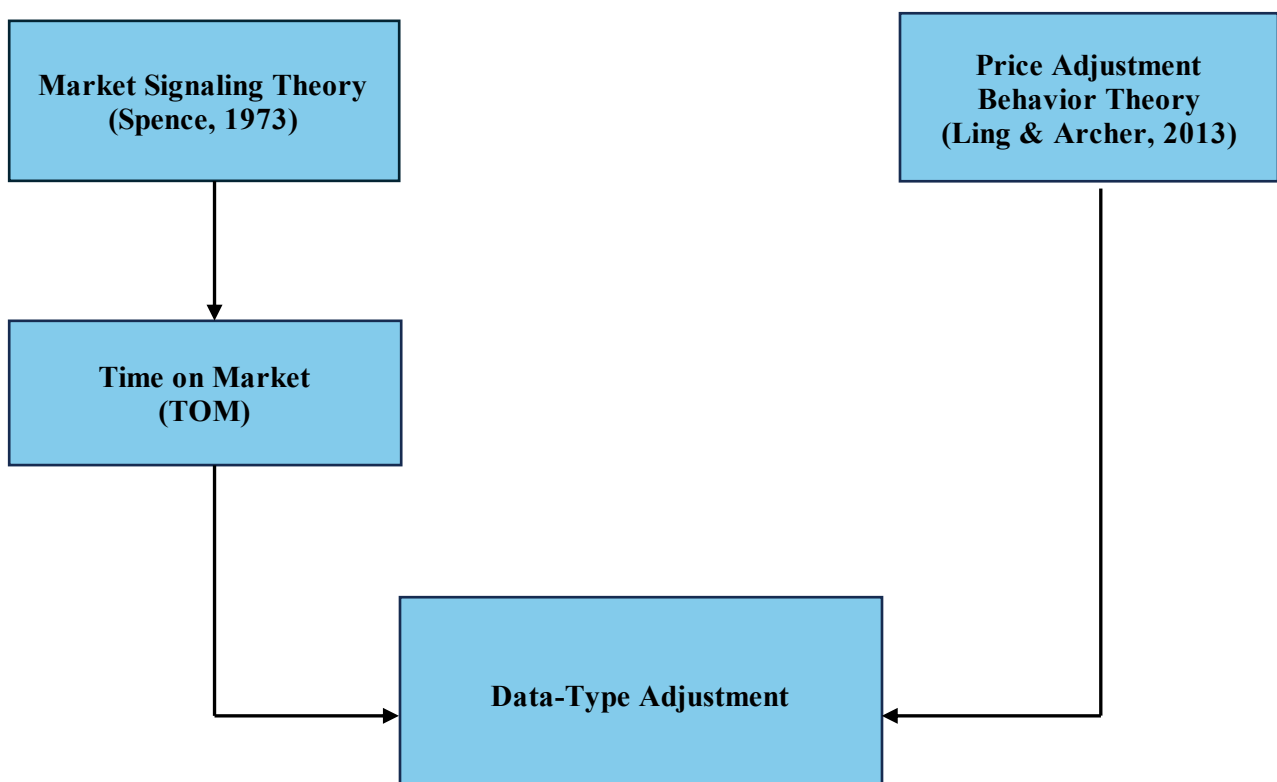 Market Signaling Theory
(Spence, 1973)
Price Adjustment
Behavior Theory
(Ling & Archer, 2013)
Time on Market
(TOM)
Data-Type Adjustment